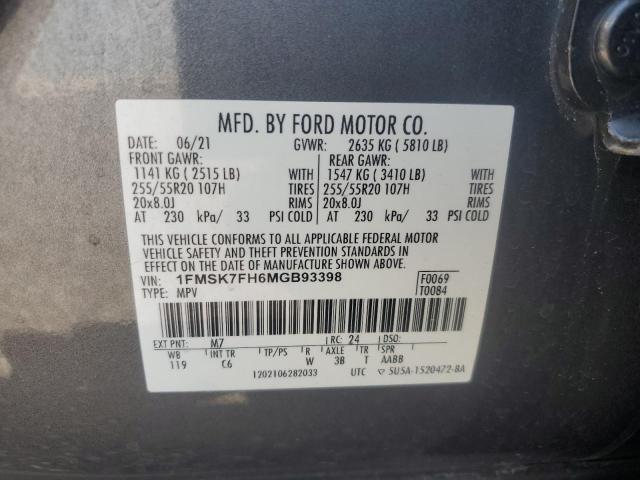 MFD. BY FORD MOTOR CO.
DATE: 06/21 GVWR: 2635 KG ( 5810 LB)
FRONT GAWR: REAR GAWR:
1141 KG ( 2515 LB) 1547 KG ( 3410 LB)
255/55R20 107H TIRES 255/55R20 107H TIRES
20x8.0J RIMS 20x8.0J RIMS
AT 230 kPa/ 33 PSI COLD AT 230 kPa/ 33 PSI COLD
THIS VEHICLE CONFORMS TO ALL APPLICABLE FEDERAL MOTOR
VEHICLE SAFETY AND BUMPER AND THEFT PREVENTION STANDARDS IN
EFFECT ON THE DATE OF MANUFACTURE SHOWN ABOVE.
VIN: 1FMSK7FH6MGB93398 F0069
TYPE: MPV T0084
EXT PNT: M7 RC: 24 DSO:
WB INT TR TP/PS R AXLE TR SPR
119 C6 W 3B T AABB
1202106282033 UTC SU5A-1520472-BA